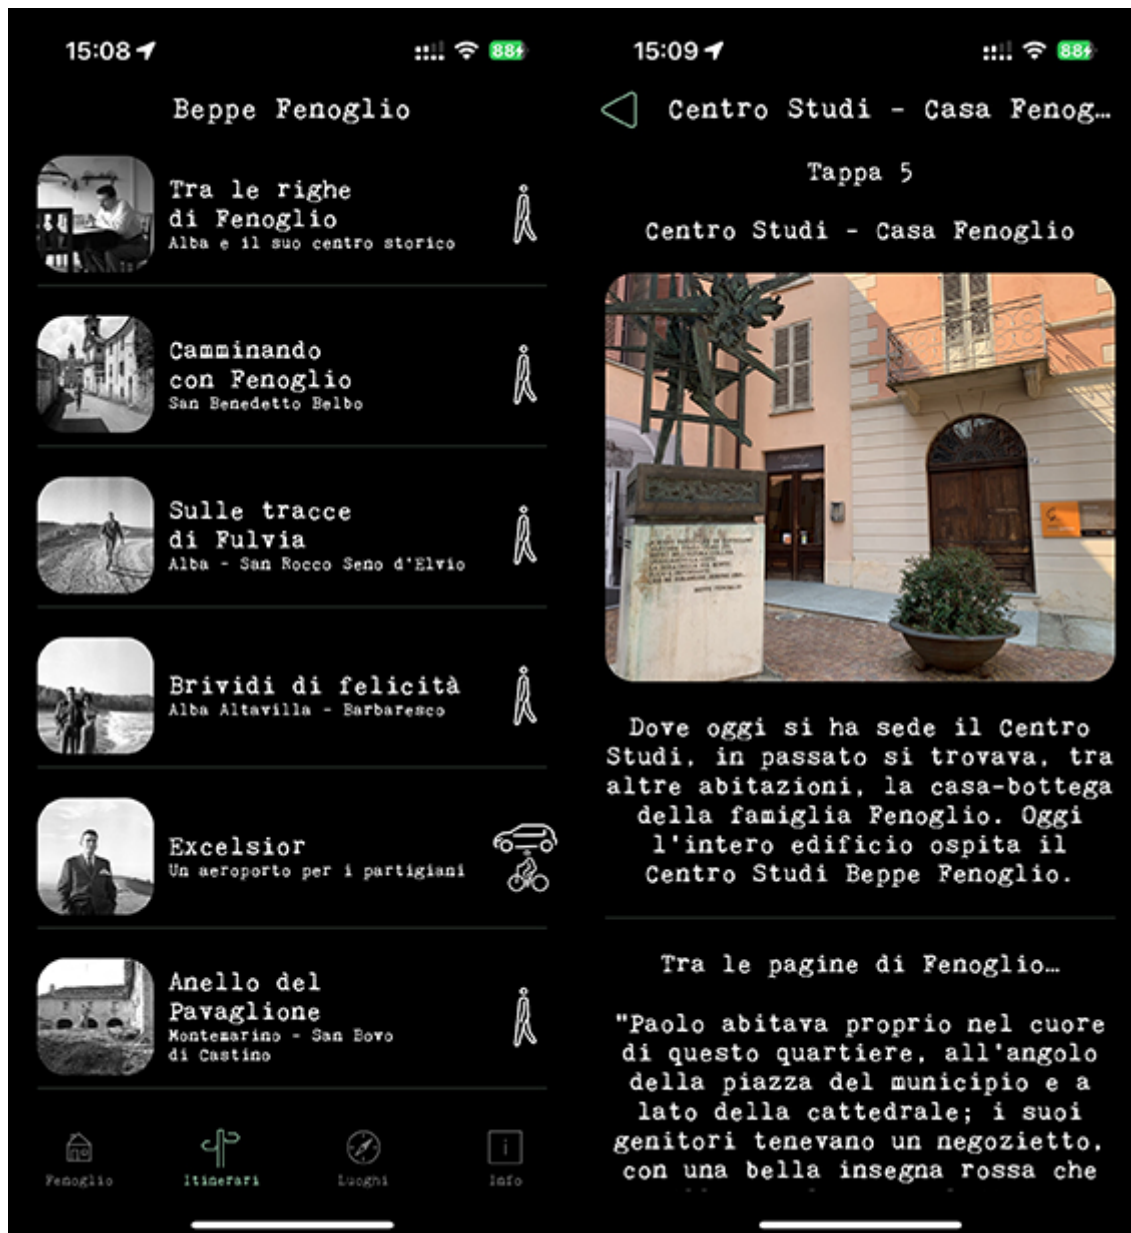 15:08
88
Beppe Fenoglio
Tra le righe
di Fenoglio
Alba e il suo centro storico
Camminando
con Fenoglio
San Benedetto Belbo
Sulle tracce
di Fulvia
Alba - San Rocco Seno d'Elvio
Brividi di felicità
Alba Altavilla - Barbaresco
Excelsior
Un aeroporto per i partigiani
Anello del
Pavaglione
Montemarino - San Bovo
di Castino
Fenoglio
Itinerari
Luoghi
Info
15:09
88
Centro Studi - Casa Fenog…
Tappa 5
Centro Studi - Casa Fenoglio
BEPPE FENOGLIO
Dove oggi si ha sede il Centro
Studi, in passato si trovava, tra
altre abitazioni, la casa-bottega
della famiglia Fenoglio. Oggi
l'intero edificio ospita il
Centro Studi Beppe Fenoglio.
Tra le pagine di Fenoglio…
"Paolo abitava proprio nel cuore
di questo quartiere, all'angolo
della piazza del municipio e a
lato della cattedrale; i suoi
genitori tenevano un negozietto,
con una bella insegna rossa che